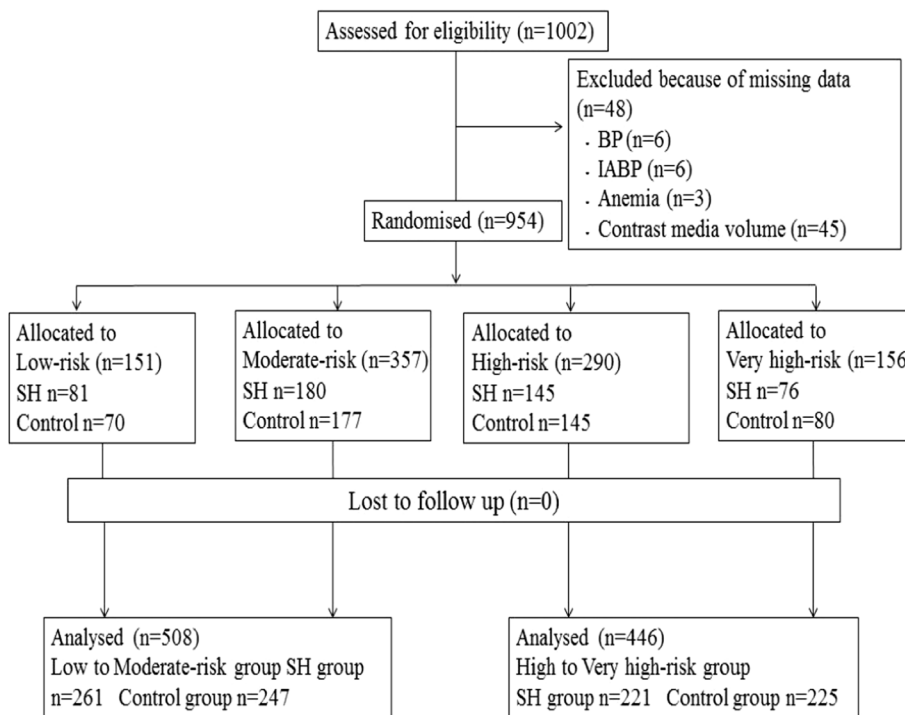 Assessed for eligibility (n=1002)
Excluded because of missing data
(n=48)
· BP (n=6)
· IABP (n=6)
· Anemia (n=3)
· Contrast media volume (n=45)
Randomised (n=954)
Allocated to
Low-risk (n=151)
SH n=81
Control n=70
Allocated to
Moderate-risk (n=357)
SH n=180
Control n=177
Allocated to
High-risk (n=290)
SH n=145
Control n=145
Allocated to
Very high-risk (n=156
SH n=76
Control n=80
Lost to follow up (n=0)
Analysed (n=508)
Low to Moderate-risk group SH group
n=261 Control group n=247
Analysed (n=446)
High to Very high-risk group
SH group n=221 Control group n=225